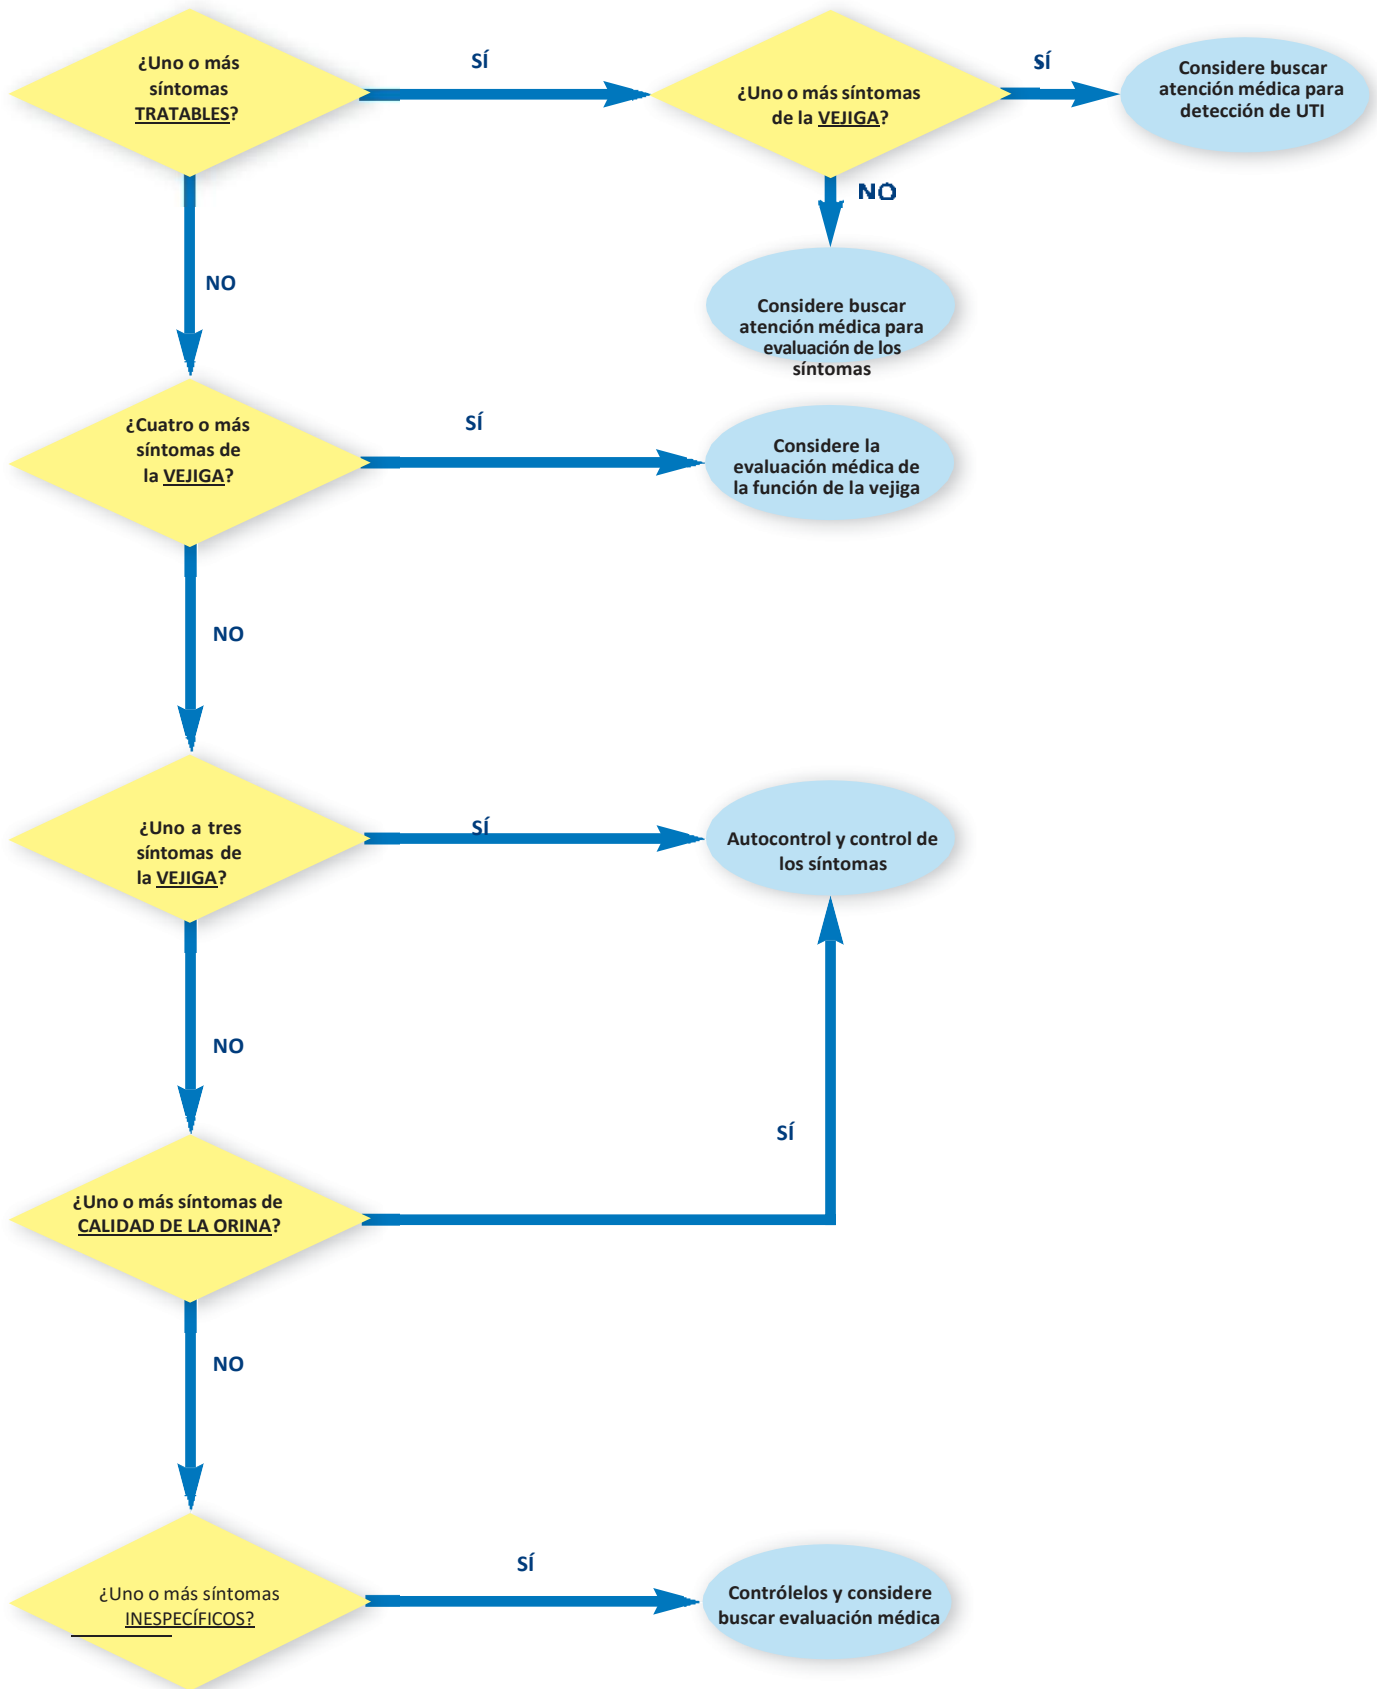 ¿Uno o más
síntomas
TRATABLES?
SÍ
¿Uno o más síntomas
de la VEJIGA?
SÍ
Considere buscar
atención médica para
detección de UTI
NO
Considere buscar
atención médica para
evaluación de los
síntomas
NO
¿Cuatro o más
síntomas de
la VEJIGA?
SÍ
Considere la
evaluación médica de
la función de la vejiga
NO
¿Uno a tres
síntomas de
la VEJIGA?
SÍ
Autocontrol y control de
los síntomas
NO
SÍ
¿Uno o más síntomas de
CALIDAD DE LA ORINA?
NO
¿Uno o más síntomas
INESPECÍFICOS?
SÍ
Contrólelos y considere
buscar evaluación médica